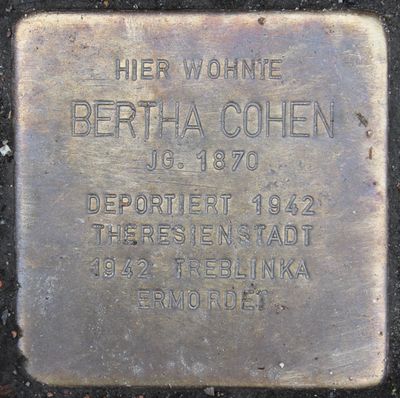 HIER WOHNTE
BERTHA COHEN
JG. 1870
DEPORTIERT 1942
THERESIENSTADT
1942 TREBLINKA
ERMORDET